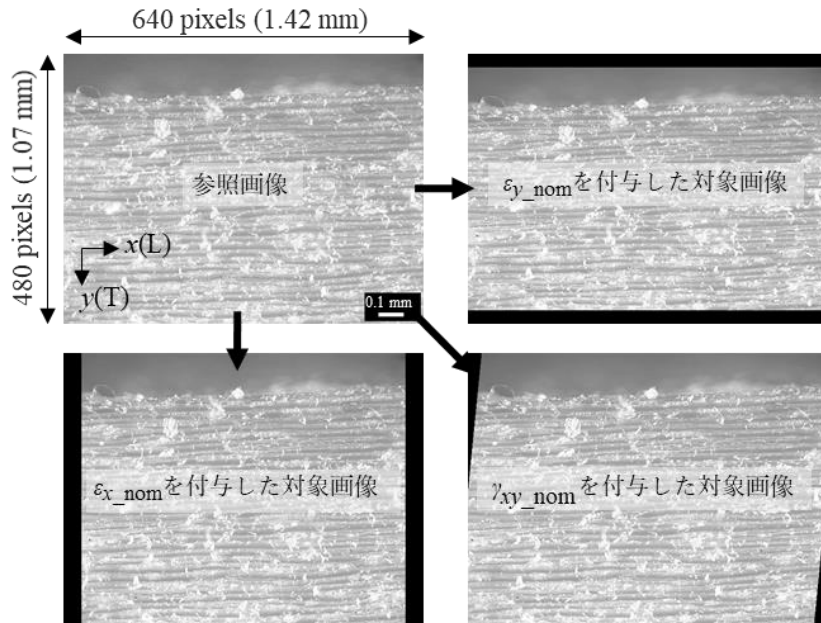 640 pixels (1.42 mm)
480 pixels (1.07 mm)
参照画像
x(L)
y(T)
0.1 mm
εy_nomを付与した対象画像
εx_nomを付与した対象画像
γxy_nomを付与した対象画像